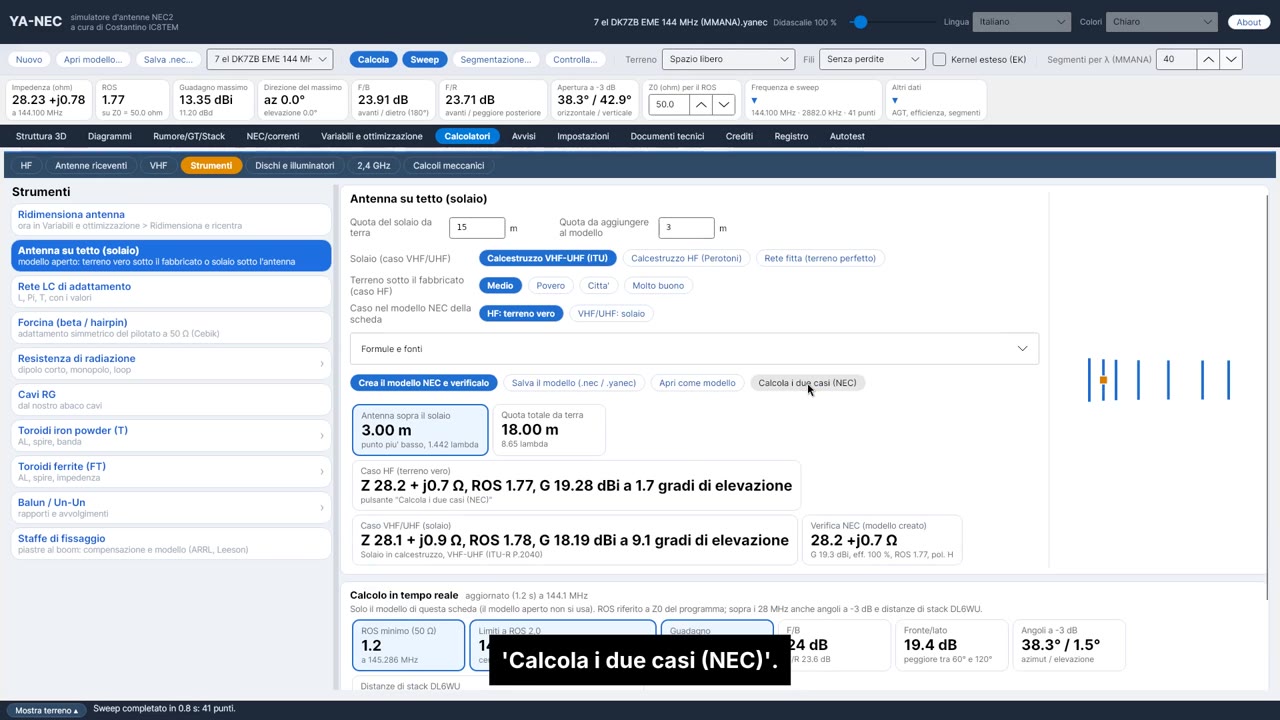 YA-NEC
simulatore d'antenne NEC2
a cura di Costantino IC8TEM
7 el DK7ZB EME 144 MHz (MMANA).yanec
Didascalie 100 %
Lingua
Italiano
Colori
Chiaro
About
Nuovo
Apri modello...
Salva .nec...
7 el DK7ZB EME 144 MH
Calcola
Sweep
Segmentazione...
Controlla...
Terreno
Spazio libero
Fili
Senza perdite
Kernel esteso (EK)
Segmenti per λ (MMANA)
40
Impedenza (ohm)
28.23 +j0.78
a 144.100 MHz
ROS
1.77
su Z0 = 50.0 ohm
Guadagno massimo
13.35 dBi
11.20 dBd
Direzione del massimo
az 0.0°
elevazione 0.0°
F/B
23.91 dB
avanti / dietro (180°)
F/R
23.71 dB
avanti / peggiore posteriore
Apertura a -3 dB
38.3° / 42.9°
orizzontale / verticale
Z0 (ohm) per il ROS
50.0
Frequenza e sweep
▼
144.100 MHz · 2882.0 kHz · 41 punti
Altri dati
▼
AGT, efficienza, segmenti
Struttura 3D
Diagrammi
Rumore/GT/Stack
NEC/correnti
Variabili e ottimizzazione
Calcolatori
Avvisi
Impostazioni
Documenti tecnici
Crediti
Registro
Autotest
HF
Antenne riceventi
VHF
Strumenti
Dischi e illuminatori
2,4 GHz
Calcoli meccanici
Strumenti
Ridimensiona antenna
ora in Variabili e ottimizzazione > Ridimensiona e ricentra
Antenna su tetto (solaio)
modello aperto: terreno vero sotto il fabbricato o solaio sotto l'antenna
Rete LC di adattamento
L, Pi, T, con i valori
Forcina (beta / hairpin)
adattamento simmetrico del pilotato a 50 Ω (Cebik)
Resistenza di radiazione
dipolo corto, monopolo, loop
Cavi RG
dal nostro abaco cavi
Toroidi iron powder (T)
AL, spire, banda
Toroidi ferrite (FT)
AL, spire, impedenza
Balun / Un-Un
rapporti e avvolgimenti
Staffe di fissaggio
piastre al boom: compensazione e modello (ARRL, Leeson)
Antenna su tetto (solaio)
Quota del solaio da terra
15
m
Quota da aggiungere al modello
3
m
Solaio (caso VHF/UHF)
Calcestruzzo VHF-UHF (ITU)
Calcestruzzo HF (Perotoni)
Rete fitta (terreno perfetto)
Terreno sotto il fabbricato (caso HF)
Medio
Povero
Citta'
Molto buono
Caso nel modello NEC della scheda
HF: terreno vero
VHF/UHF: solaio
Formule e fonti
Crea il modello NEC e verificalo
Salva il modello (.nec / .yanec)
Apri come modello
Calcola i due casi (NEC)
Antenna sopra il solaio
3.00 m
punto piu' basso, 1.442 lambda
Quota totale da terra
18.00 m
8.65 lambda
Caso HF (terreno vero)
Z 28.2 + j0.7 Ω, ROS 1.77, G 19.28 dBi a 1.7 gradi di elevazione
pulsante "Calcola i due casi (NEC)"
Caso VHF/UHF (solaio)
Z 28.1 + j0.9 Ω, ROS 1.78, G 18.19 dBi a 9.1 gradi di elevazione
Solaio in calcestruzzo, VHF-UHF (ITU-R P.2040)
Verifica NEC (modello creato)
28.2 +j0.7 Ω
G 19.3 dBi, eff. 100 %, ROS 1.77, pol. H
Calcolo in tempo reale
aggiornato (1.2 s) a 144.1 MHz
Solo il modello di questa scheda (il modello aperto non si usa). ROS riferito a Z0 del programma; sopra i 28 MHz anche angoli a -3 dB e distanze di stack DL6WU.
ROS minimo (50 Ω)
1.2
a 145.286 MHz
Limiti a ROS 2.0
Guadagno
F/B
24 dB
F/R 23.6 dB
Fronte/lato
19.4 dB
peggiore tra 60° e 120°
Angoli a -3 dB
38.3° / 1.5°
azimut / elevazione
Distanze di stack DL6WU
'Calcola i due casi (NEC)'.
Mostra terreno ▴
Sweep completato in 0.8 s: 41 punti.